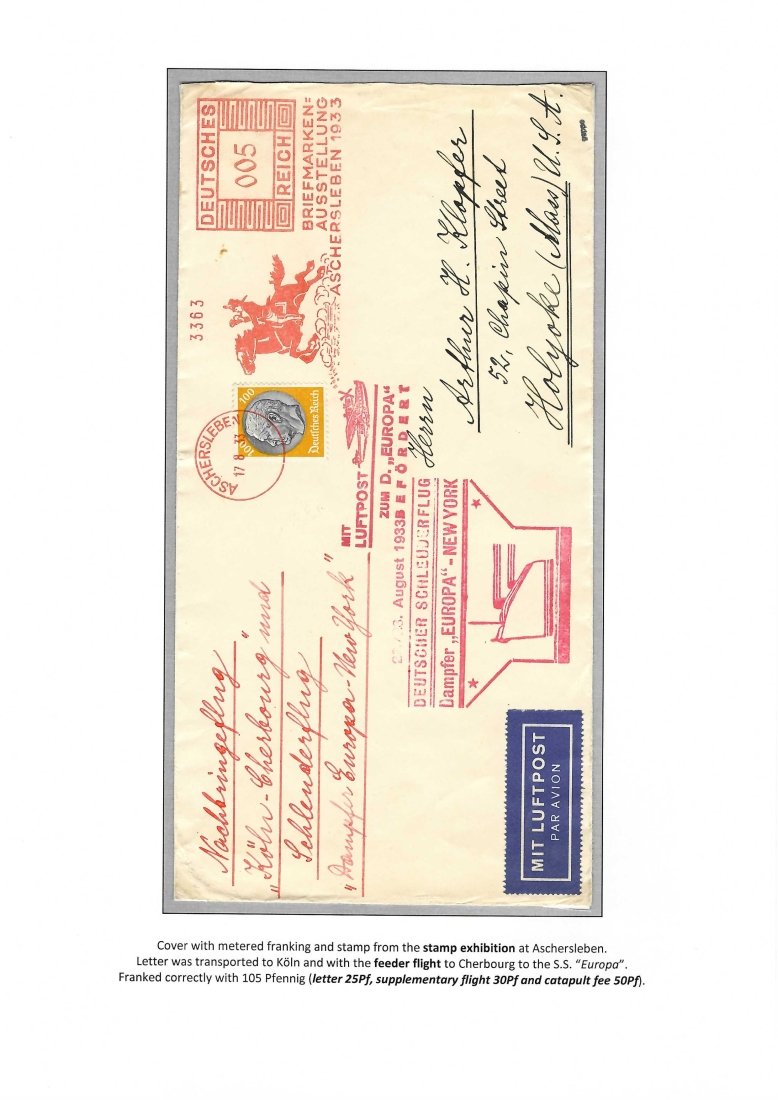 Nachbringeflug
„Köln-Cherbourg" und
Schleuderflug
„Dampfer Europa-New York"
ASCHERSLEBEN
17 8 33
100
100
Deutsches Reich
3363
DEUTSCHES
005
REICH
BRIEFMARKEN=
AUSSTELLUNG
ASCHERSLEBEN 1933
MIT
LUFTPOST
ZUM D. „EUROPA"
August 1933 BEFÖRDERT
DEUTSCHER SCHLEUDERFLUG
Dampfer „EUROPA" - NEW YORK
Herrn
Arthur H. Klopfer
52, Chapin Street
Holyoke (Mass) U.S.A.
MIT LUFTPOST
PAR AVION
Cover with metered franking and stamp from the stamp exhibition at Aschersleben.
Letter was transported to Köln and with the feeder flight to Cherbourg to the S.S. “Europa”.
Franked correctly with 105 Pfennig (letter 25Pf, supplementary flight 30Pf and catapult fee 50Pf).